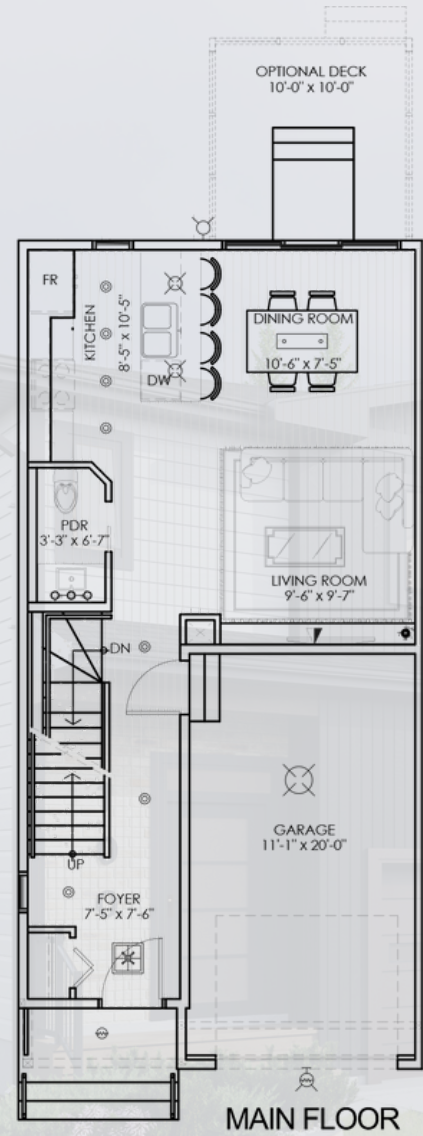 OPTIONAL DECK
10'-0" x 10'-0"
FR
KITCHEN
8'-5" x 10'-5"
DW
DINING ROOM
10'-6" x 7'-5"
PDR
3'-3" x 6'-7"
LIVING ROOM
9'-6" x 9'-7"
DN
GARAGE
11'-1" x 20'-0"
UP
FOYER
7'-5" x 7'-6"
MAIN FLOOR